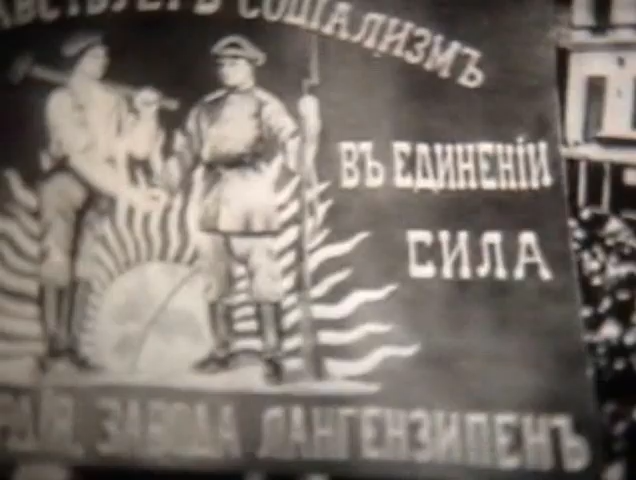 СОЦІАЛИЗМЪ
ВЪ ЕДИНЕНІИ
СИЛА
ЗАВОДА ЛАНГЕНЗИПЕНЪ